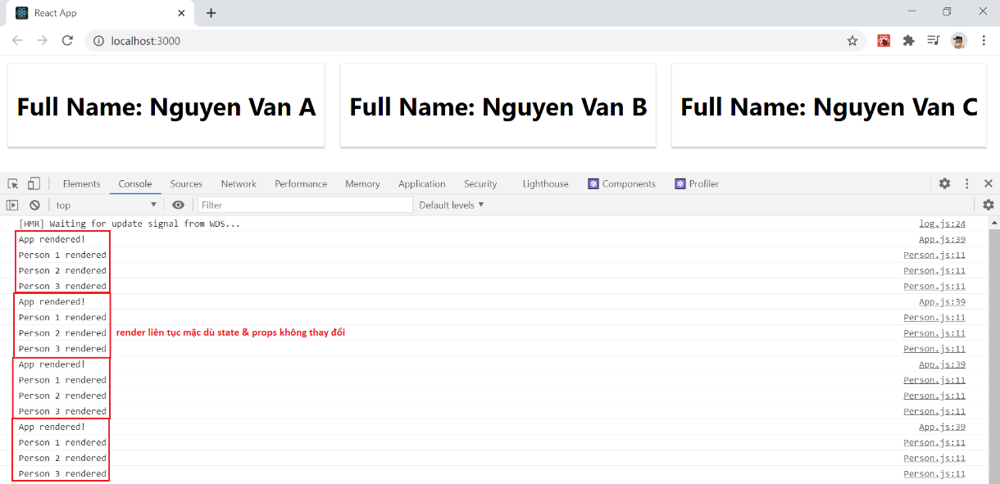 React App
localhost:3000
Full Name: Nguyen Van A
Full Name: Nguyen Van B
Full Name: Nguyen Van C
Elements Console Sources Network Performance Memory Application Security Lighthouse Components Profiler
top Filter Default levels
[HMR] Waiting for update signal from WDS... log.js:24
App rendered! App.js:39
Person 1 rendered Person.js:11
Person 2 rendered Person.js:11
Person 3 rendered Person.js:11
App rendered! App.js:39
Person 1 rendered Person.js:11
Person 2 rendered render liên tục mặc dù state & props không thay đổi Person.js:11
Person 3 rendered Person.js:11
App rendered! App.js:39
Person 1 rendered Person.js:11
Person 2 rendered Person.js:11
Person 3 rendered Person.js:11
App rendered! App.js:39
Person 1 rendered Person.js:11
Person 2 rendered Person.js:11
Person 3 rendered Person.js:11